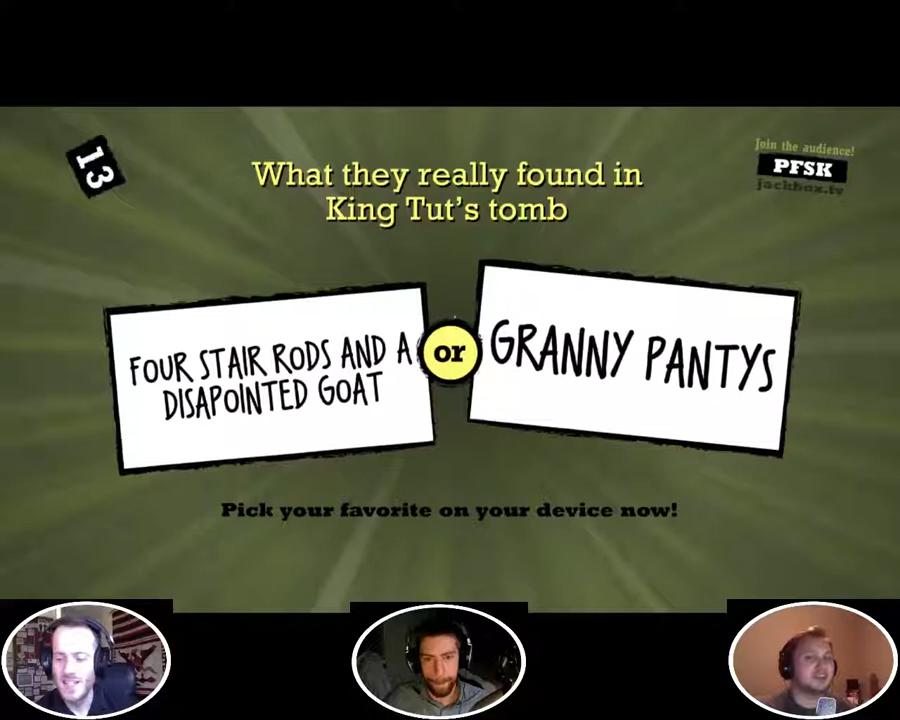 13
Join the audience!
PFSK
jackbox.tv
What they really found in
King Tut's tomb
FOUR STAIR RODS AND A
DISAPOINTED GOAT
or
GRANNY PANTYS
Pick your favorite on your device now!